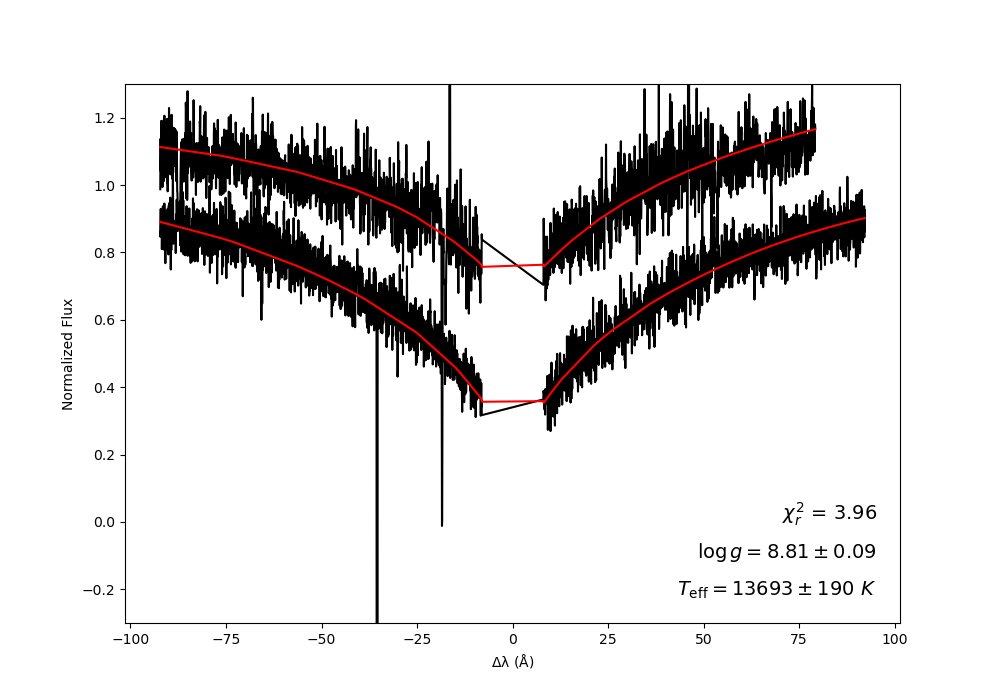 1.2
1.0
0.8
0.6
0.4
0.2
0.0
−0.2
Normalized Flux
χ²ᵣ = 3.96
log g = 8.81 ± 0.09
T_eff = 13693 ± 190 K
−100 −75 −50 −25 0 25 50 75 100
Δλ (Å)